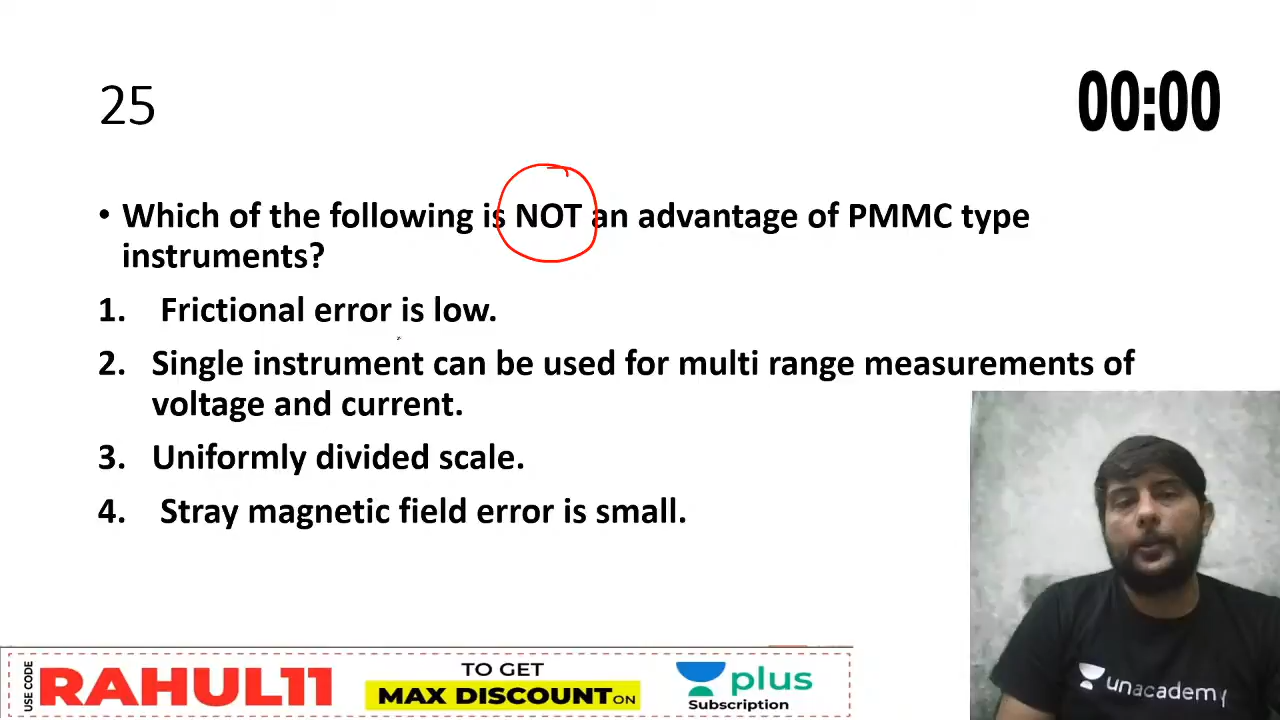 25
00:00
• Which of the following is NOT an advantage of PMMC type
instruments?
1. Frictional error is low.
2. Single instrument can be used for multi range measurements of
voltage and current.
3. Uniformly divided scale.
4. Stray magnetic field error is small.
unacademy
USE CODE
RAHUL11
TO GET
MAX DISCOUNT ON
plus
Subscription